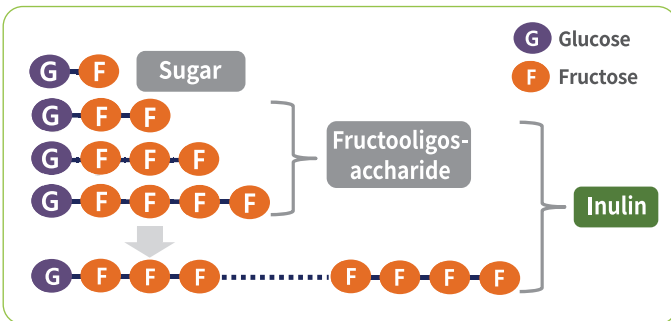 G Glucose
G F Sugar
F Fructose
G F F
Fructooligos-
accharide
G F F F
G F F F F
Inulin
G F F F F F F F